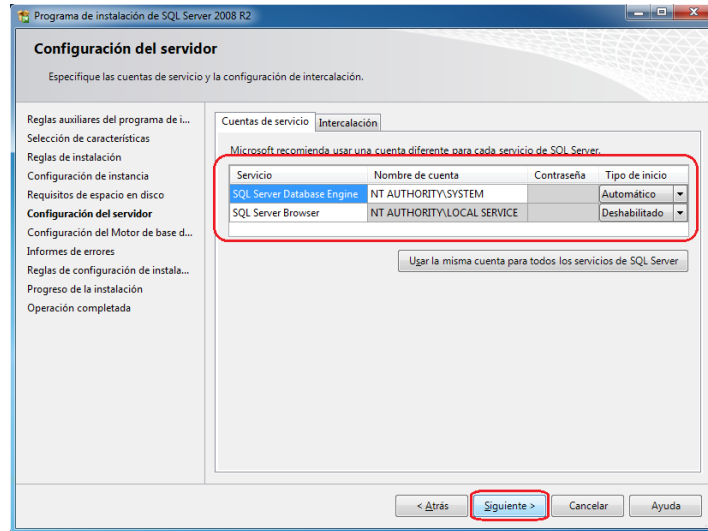 Programa de instalación de SQL Server 2008 R2
Configuración del servidor
Especifique las cuentas de servicio y la configuración de intercalación.
Reglas auxiliares del programa de i...
Selección de características
Reglas de instalación
Configuración de instancia
Requisitos de espacio en disco
Configuración del servidor
Configuración del Motor de base d...
Informes de errores
Reglas de configuración de instala...
Progreso de la instalación
Operación completada
Cuentas de servicio Intercalación
Microsoft recomienda usar una cuenta diferente para cada servicio de SQL Server.
Servicio Nombre de cuenta Contraseña Tipo de inicio
SQL Server Database Engine NT AUTHORITY\SYSTEM Automático
SQL Server Browser NT AUTHORITY\LOCAL SERVICE Deshabilitado
Usar la misma cuenta para todos los servicios de SQL Server
< Atrás Siguiente > Cancelar Ayuda